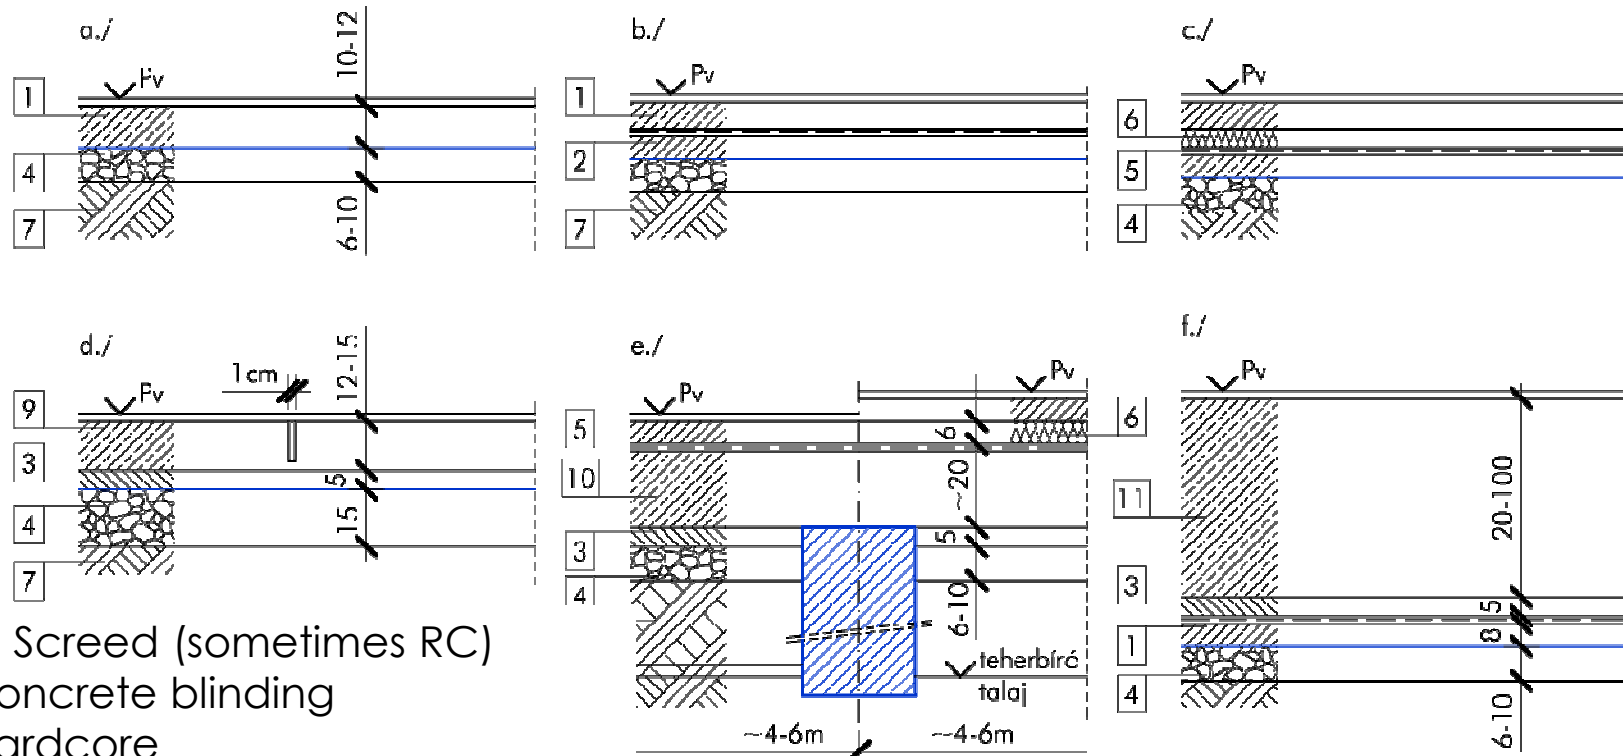 a./
10-12
Pv
1
4
7
6-10
b./
Pv
1
2
7
c./
Pv
6
5
4
d./
12-15
1cm
Pv
9
3
4
7
5
15
e./
Pv
Pv
5
10
3
4
6
6
~20
5
6-10
teherbíró
talaj
~4-6m
~4-6m
f./
Pv
11
3
1
4
20-100
5
8
6-10
Screed (sometimes RC)
oncrete blinding
ardcore